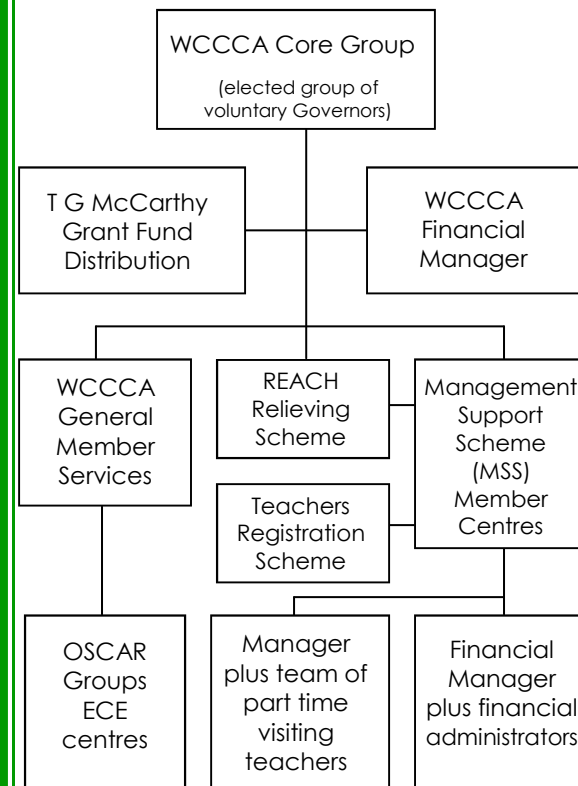 WCCCA Core Group
(elected group of
voluntary Governors)
T G McCarthy
Grant Fund
Distribution
WCCCA
Financial
Manager
WCCCA
General
Member
Services
REACH
Relieving
Scheme
Management
Support
Scheme
(MSS)
Member
Centres
Teachers
Registration
Scheme
OSCAR
Groups
ECE
centres
Manager
plus team of
part time
visiting
teachers
Financial
Manager
plus financial
administrators